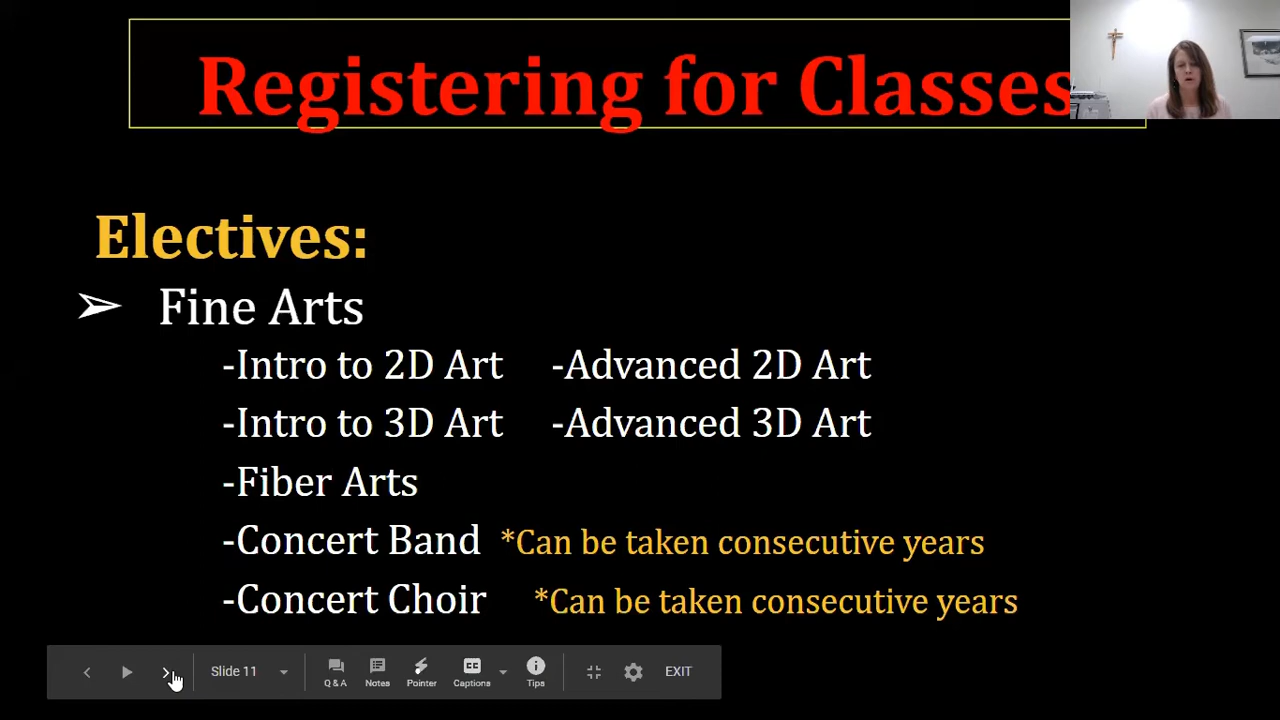 Registering for Classes
Electives:
➢ Fine Arts
-Intro to 2D Art -Advanced 2D Art
-Intro to 3D Art -Advanced 3D Art
-Fiber Arts
-Concert Band *Can be taken consecutive years
-Concert Choir *Can be taken consecutive years
Slide 11 Q & A Notes Pointer Captions Tips EXIT